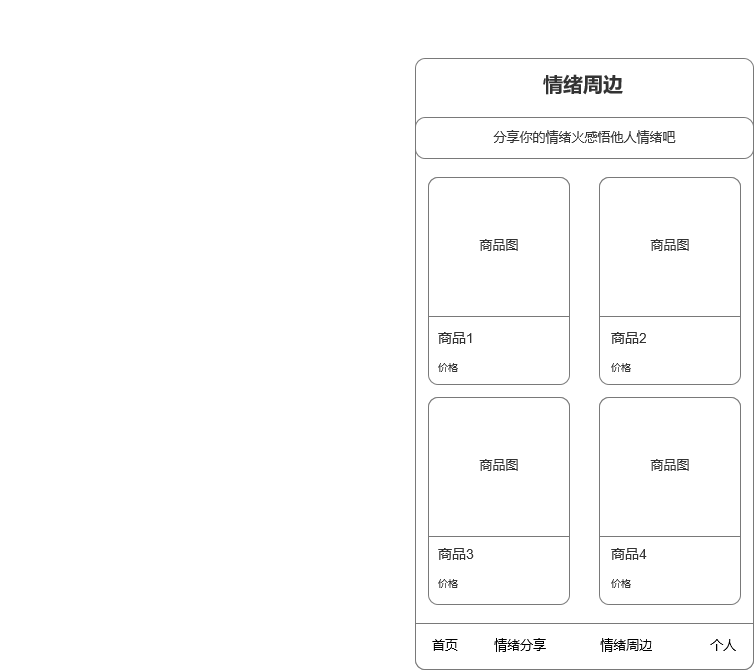 情绪周边
分享你的情绪火感悟他人情绪吧
商品图 商品图
商品1 商品2
价格 价格
商品图 商品图
商品3 商品4
价格 价格
首页 情绪分享 情绪周边 个人